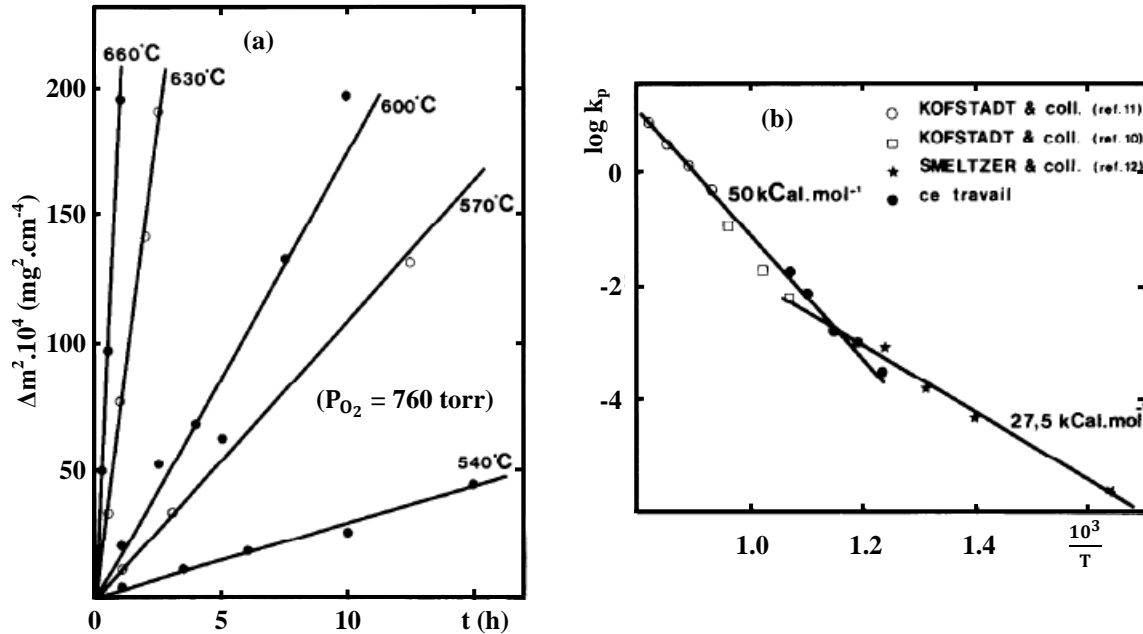 (a)
660°C
630°C
600°C
570°C
540°C
200
150
100
50
0
5
10
t (h)
Δm².10⁴ (mg².cm⁻⁴)
(P_O₂ = 760 torr)
(b)
○ KOFSTADT & coll. (ref.11)
□ KOFSTADT & coll. (ref.10)
★ SMELTZER & coll. (ref.12)
● ce travail
50 kCal.mol⁻¹
27,5 kCal.mol⁻¹
log kₚ
0
-2
-4
1.0
1.2
1.4
10³
T